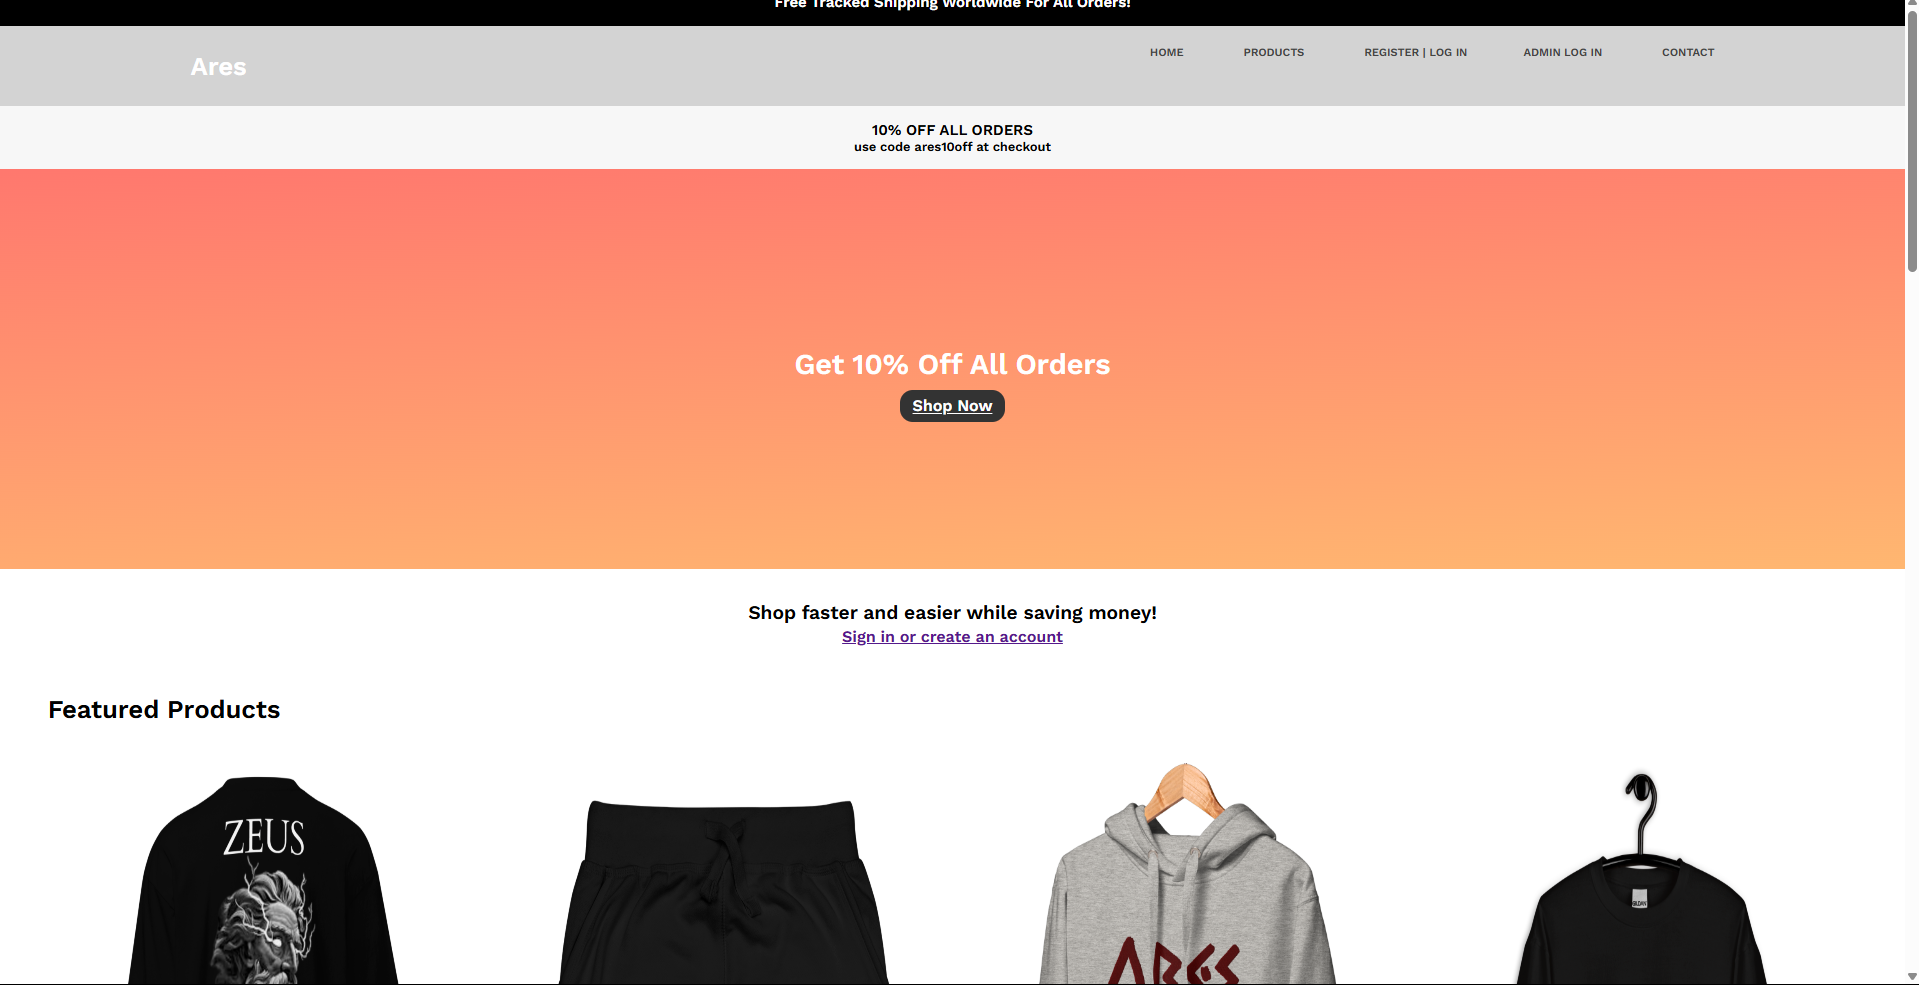 Free Tracked Shipping Worldwide For All Orders!
Ares
HOME
PRODUCTS
REGISTER | LOG IN
ADMIN LOG IN
CONTACT
10% OFF ALL ORDERS
use code ares10off at checkout
Get 10% Off All Orders
Shop Now
Shop faster and easier while saving money!
Sign in or create an account
Featured Products
ZEUS
ARES